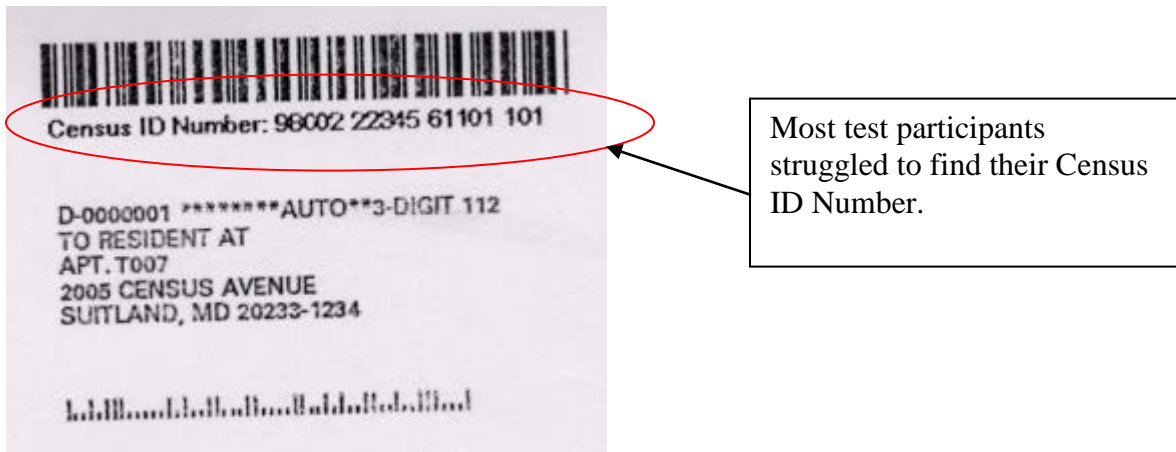 Census ID Number: 98002 22345 61101 101
D-0000001 ********AUTO**3-DIGIT 112
TO RESIDENT AT
APT. T007
2005 CENSUS AVENUE
SUITLAND, MD 20233-1234
Most test participants
struggled to find their Census
ID Number.